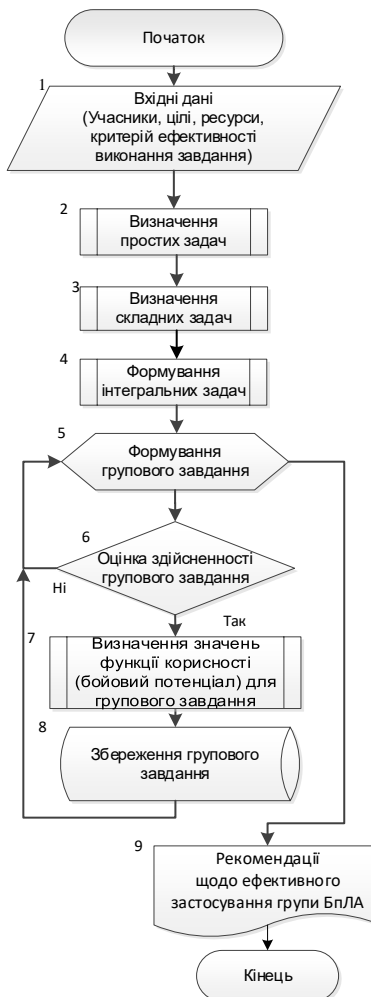 Початок
1
Вхідні дані
(Учасники, цілі, ресурси,
критерій ефективності
виконання завдання)
2
Визначення
простих задач
3
Визначення
складних задач
4
Формування
інтегральних задач
5
Формування
групового завдання
6
Оцінка здійсненності
групового завдання
Ні
Так
7
Визначення значень
функції корисності
(бойовий потенціал) для
групового завдання
8
Збереження групового
завдання
9
Рекомендації
щодо ефективного
застосування групи БпЛА
Кінець